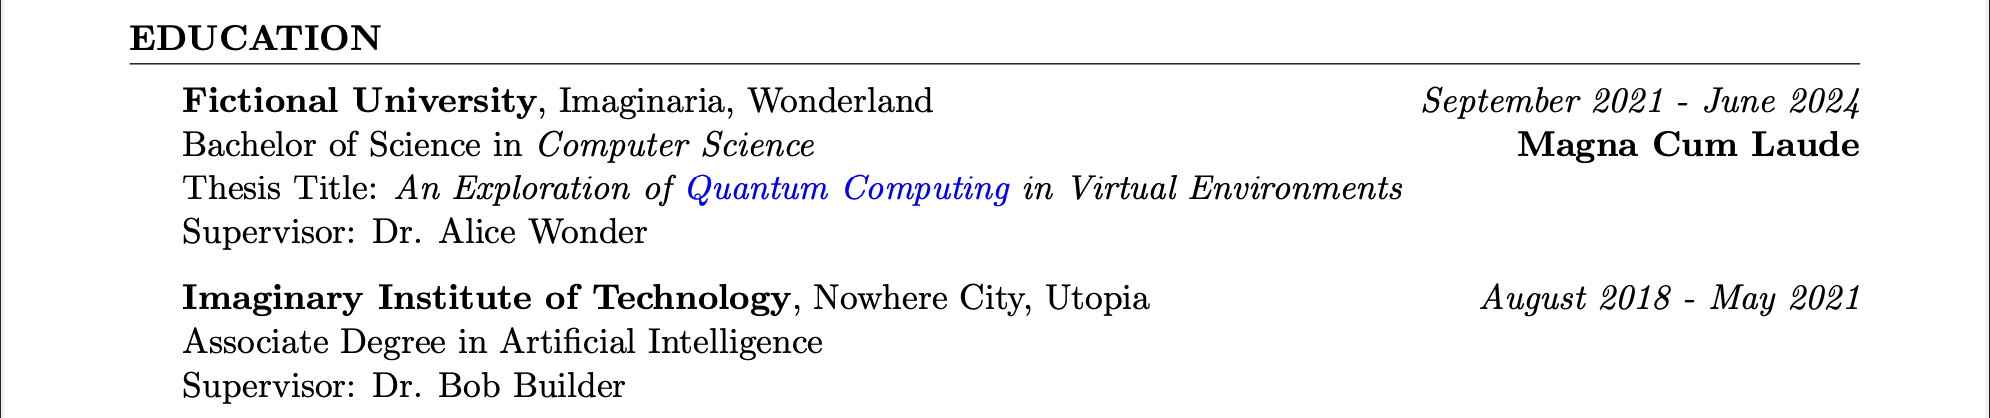 EDUCATION
Fictional University, Imaginaria, Wonderland September 2021 - June 2024
Bachelor of Science in Computer Science Magna Cum Laude
Thesis Title: An Exploration of Quantum Computing in Virtual Environments
Supervisor: Dr. Alice Wonder
Imaginary Institute of Technology, Nowhere City, Utopia August 2018 - May 2021
Associate Degree in Artificial Intelligence
Supervisor: Dr. Bob Builder